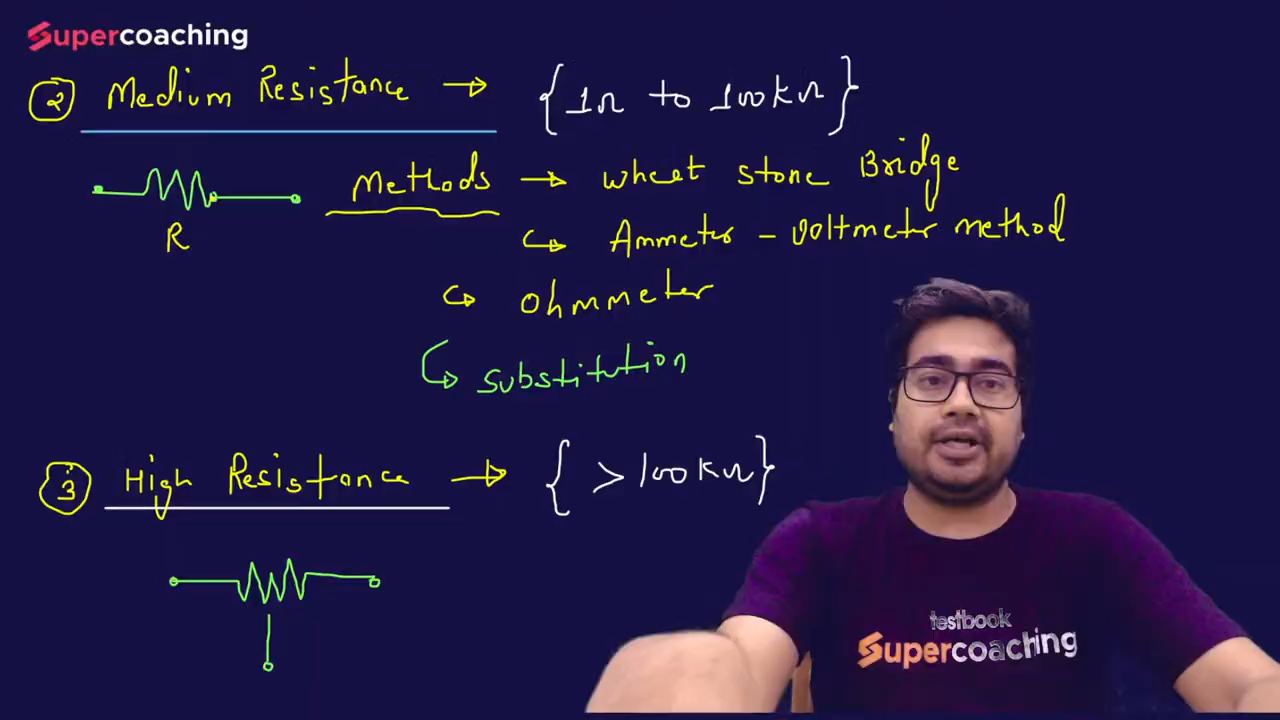 Supercoaching
② Medium Resistance → {1Ω to 100kΩ}
Methods → wheat stone Bridge
↪ Ammeter - voltmeter method
R
↪ ohmmeter
↪ substitution
③ High Resistance → { >100kΩ}
testbook
Supercoaching